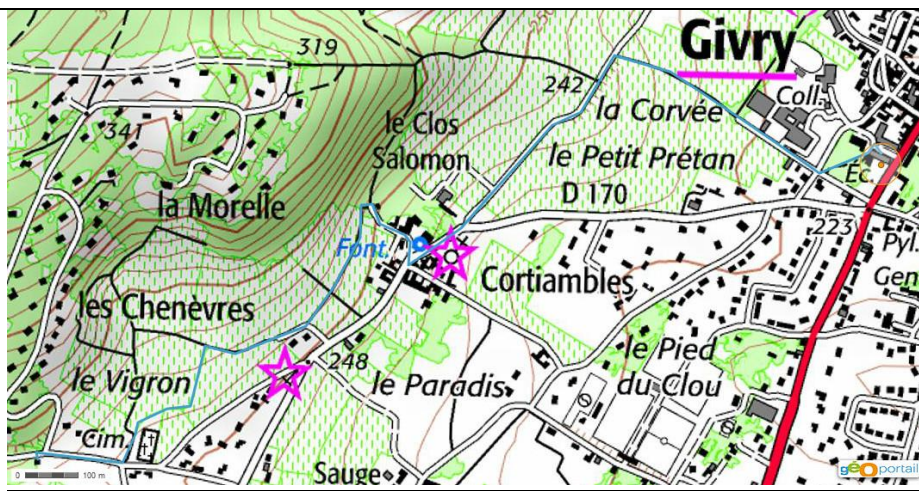 319
Givry
242
la Corvée
Coll.
341
le Clos
Salomon
le Petit Prétan
Ec.
D 170
la Morelle
223
Font.
Pyl
Cortiambles
Gen
les Chenèvres
le Pied
du Clou
248
le Vigron
le Paradis
Cim.
Sauge
0 100 m
géoportail